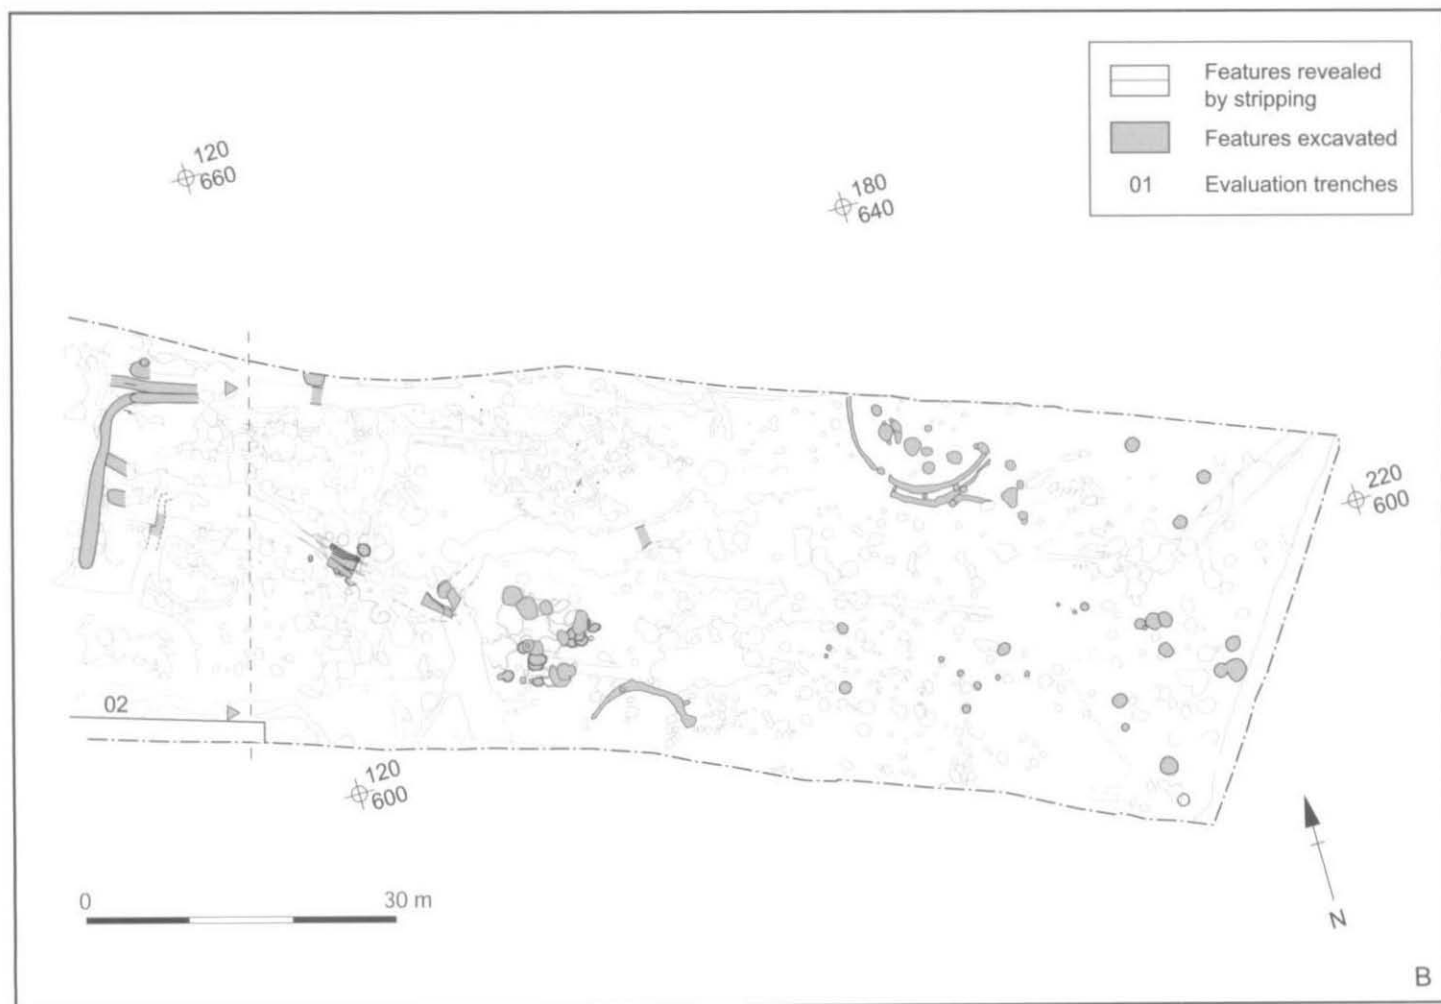 Features revealed
by stripping
Features excavated
01 Evaluation trenches
120
660
180
640
220
600
02
120
600
0 30 m
N
B